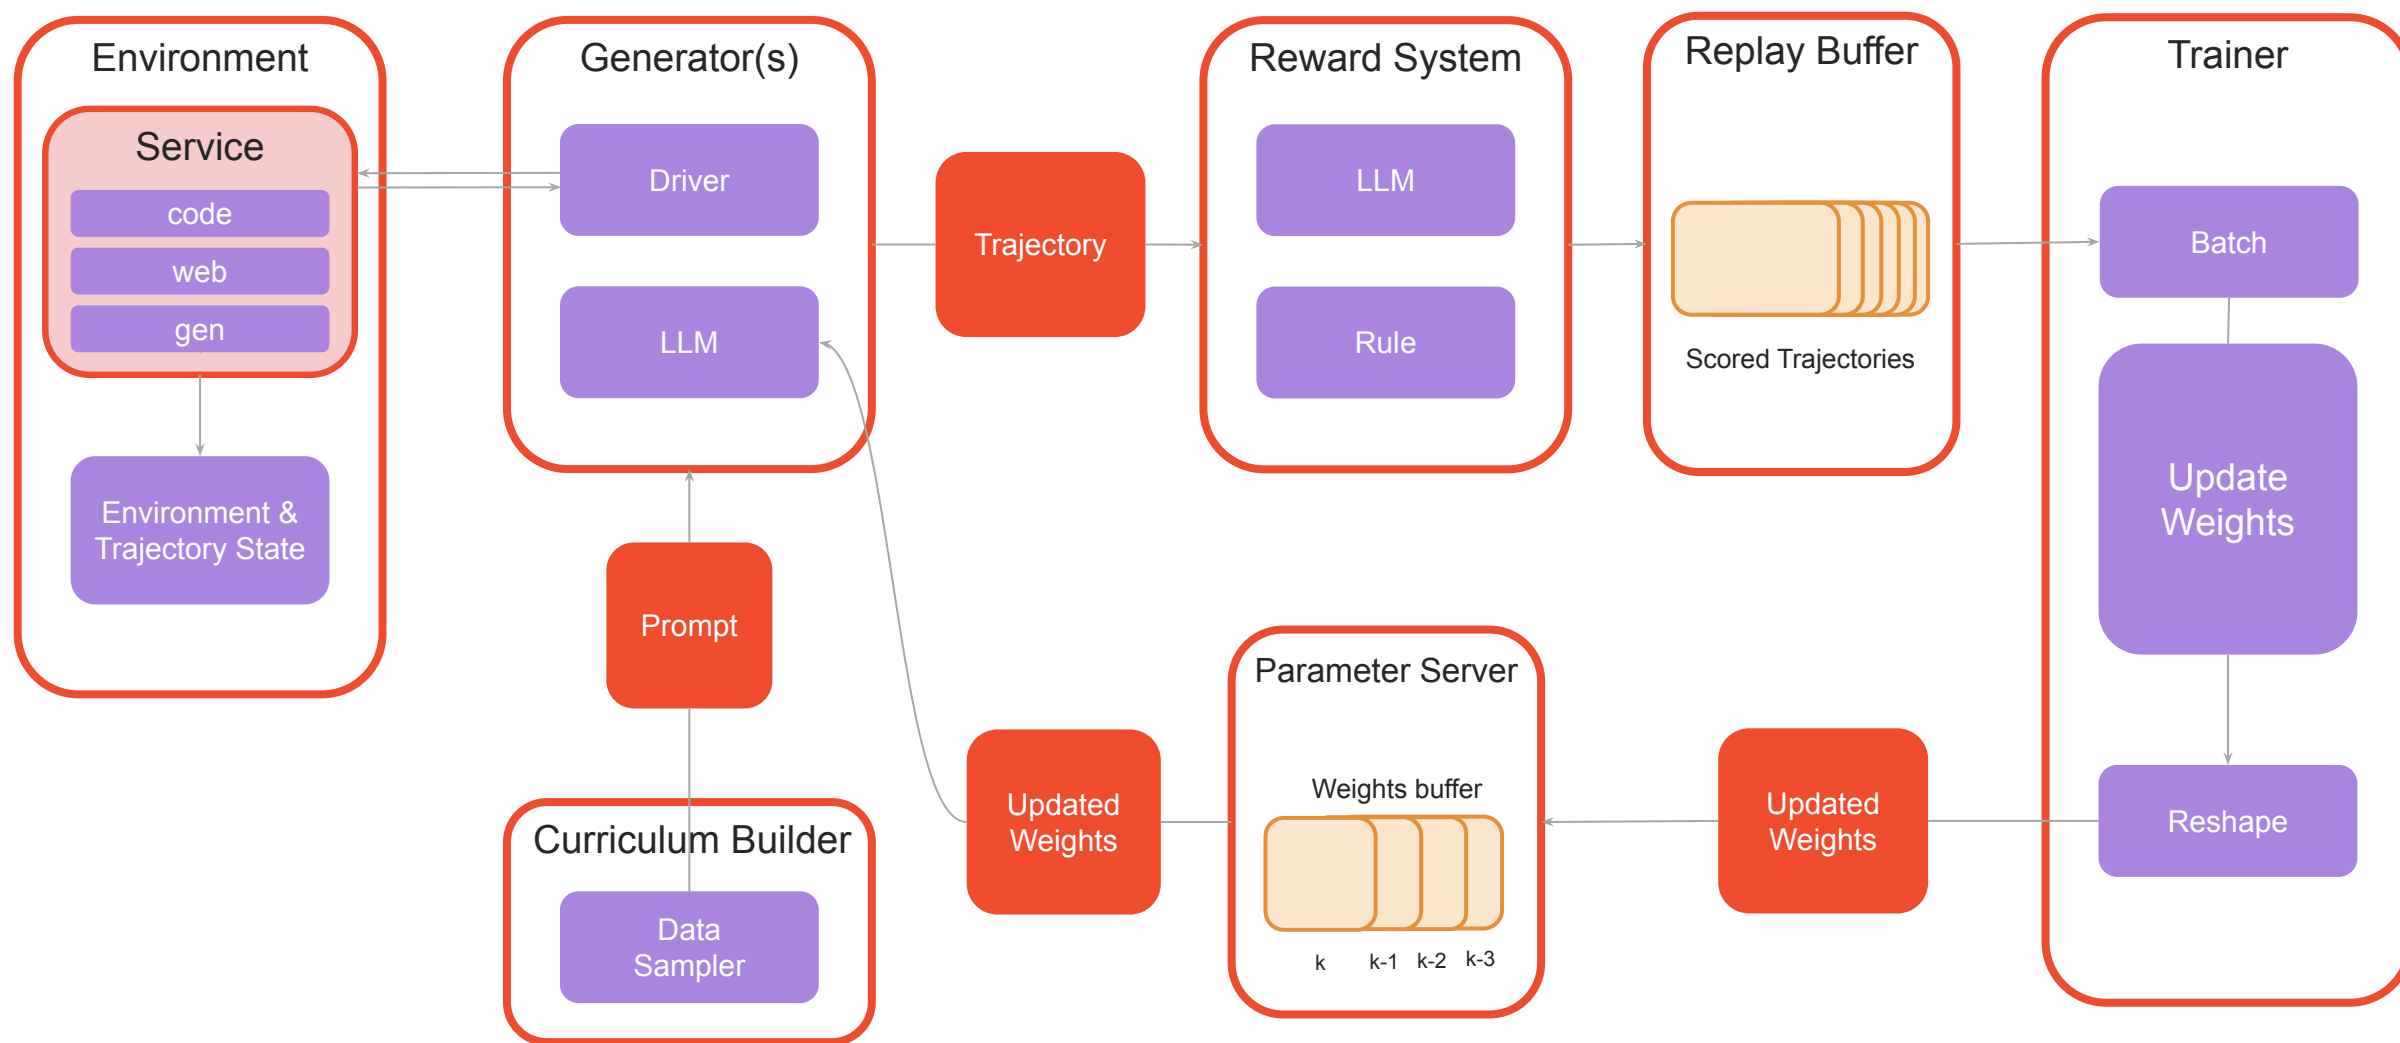 Environment
Service
code
web
gen
Environment &
Trajectory State
Generator(s)
Driver
LLM
Prompt
Curriculum Builder
Data
Sampler
Trajectory
Reward System
LLM
Rule
Replay Buffer
Scored Trajectories
Trainer
Batch
Update
Weights
Reshape
Updated
Weights
Parameter Server
Weights buffer
k
k-1
k-2
k-3
Updated
Weights